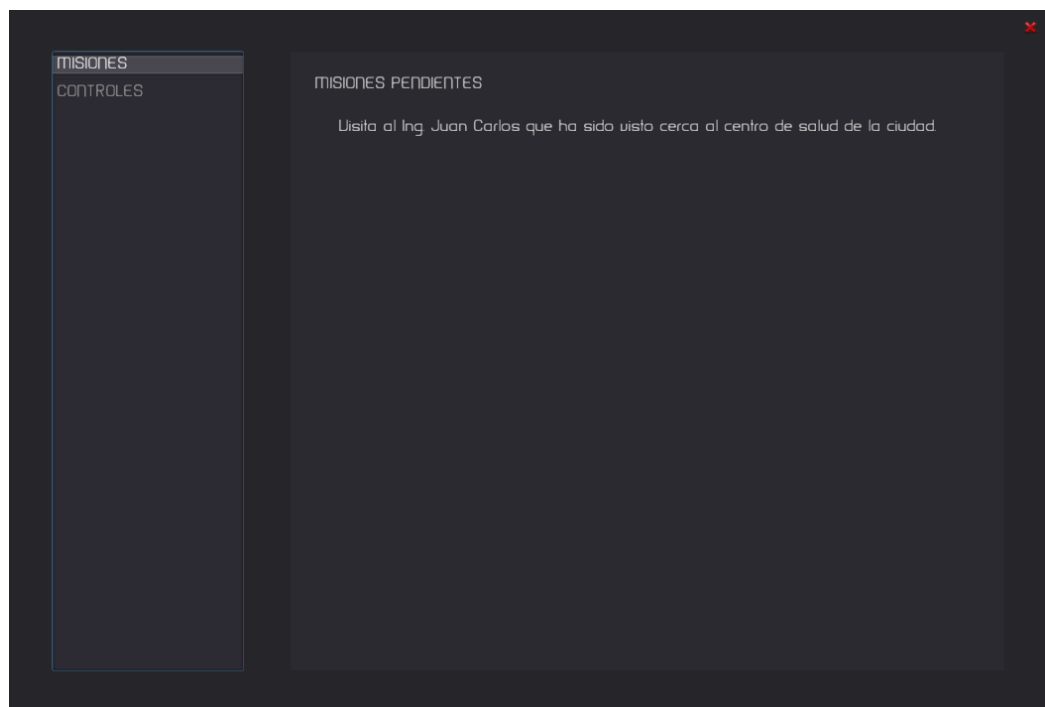 MISIONES
CONTROLES
MISIONES PENDIENTES
Visita al Ing. Juan Carlos que ha sido visto cerca al centro de salud de la ciudad.